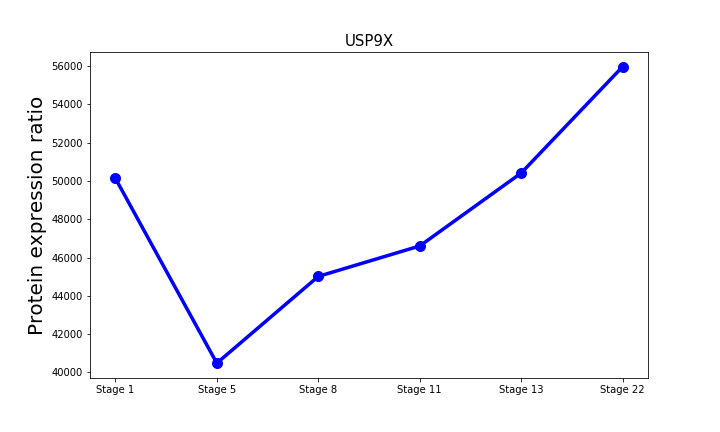 USP9X
Protein expression ratio
56000
54000
52000
50000
48000
46000
44000
42000
40000
Stage 1
Stage 5
Stage 8
Stage 11
Stage 13
Stage 22